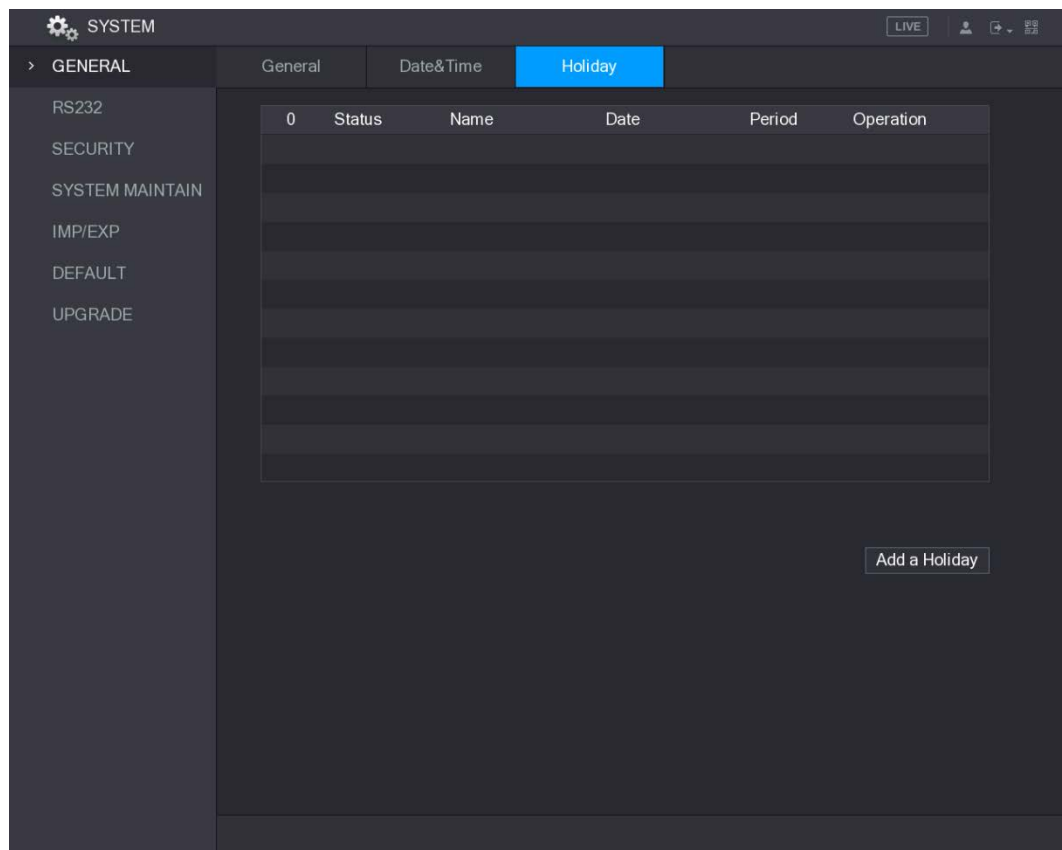 SYSTEM
LIVE
> GENERAL
General Date&Time Holiday
RS232
0 Status Name Date Period Operation
SECURITY
SYSTEM MAINTAIN
IMP/EXP
DEFAULT
UPGRADE
Add a Holiday